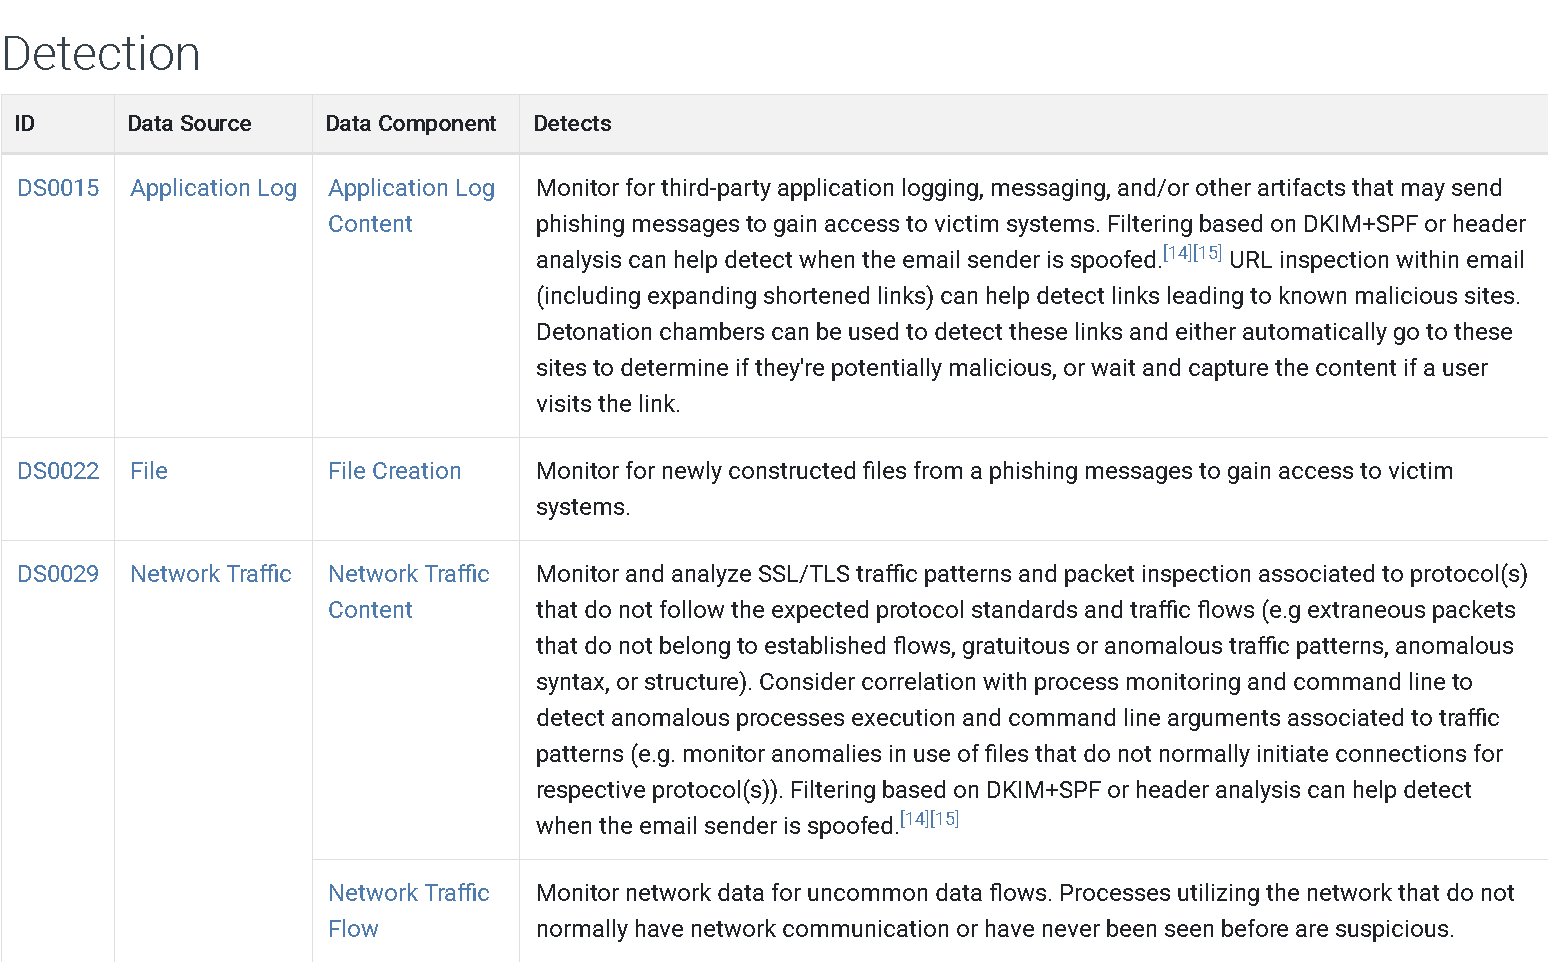 Detection
ID Data Source Data Component Detects
DS0015 Application Log Application Log Content
Monitor for third-party application logging, messaging, and/or other artifacts that may send
phishing messages to gain access to victim systems. Filtering based on DKIM+SPF or header
analysis can help detect when the email sender is spoofed.[14][15] URL inspection within email
(including expanding shortened links) can help detect links leading to known malicious sites.
Detonation chambers can be used to detect these links and either automatically go to these
sites to determine if they're potentially malicious, or wait and capture the content if a user
visits the link.
DS0022 File File Creation
Monitor for newly constructed files from a phishing messages to gain access to victim
systems.
DS0029 Network Traffic Network Traffic Content
Monitor and analyze SSL/TLS traffic patterns and packet inspection associated to protocol(s)
that do not follow the expected protocol standards and traffic flows (e.g extraneous packets
that do not belong to established flows, gratuitous or anomalous traffic patterns, anomalous
syntax, or structure). Consider correlation with process monitoring and command line to
detect anomalous processes execution and command line arguments associated to traffic
patterns (e.g. monitor anomalies in use of files that do not normally initiate connections for
respective protocol(s)). Filtering based on DKIM+SPF or header analysis can help detect
when the email sender is spoofed.[14][15]
Network Traffic Flow
Monitor network data for uncommon data flows. Processes utilizing the network that do not
normally have network communication or have never been seen before are suspicious.